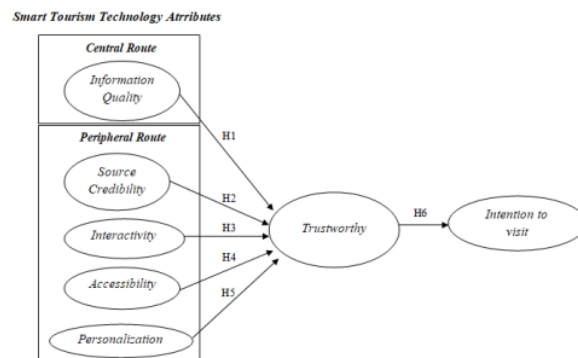 Smart Tourism Technology Atrributes
Central Route
Information
Quality
H1
Peripheral Route
Source
Credibility
H2
Interactivity
H3
Trustworthy
H6
Intention to
visit
Accessibility
H4
H5
Personalization